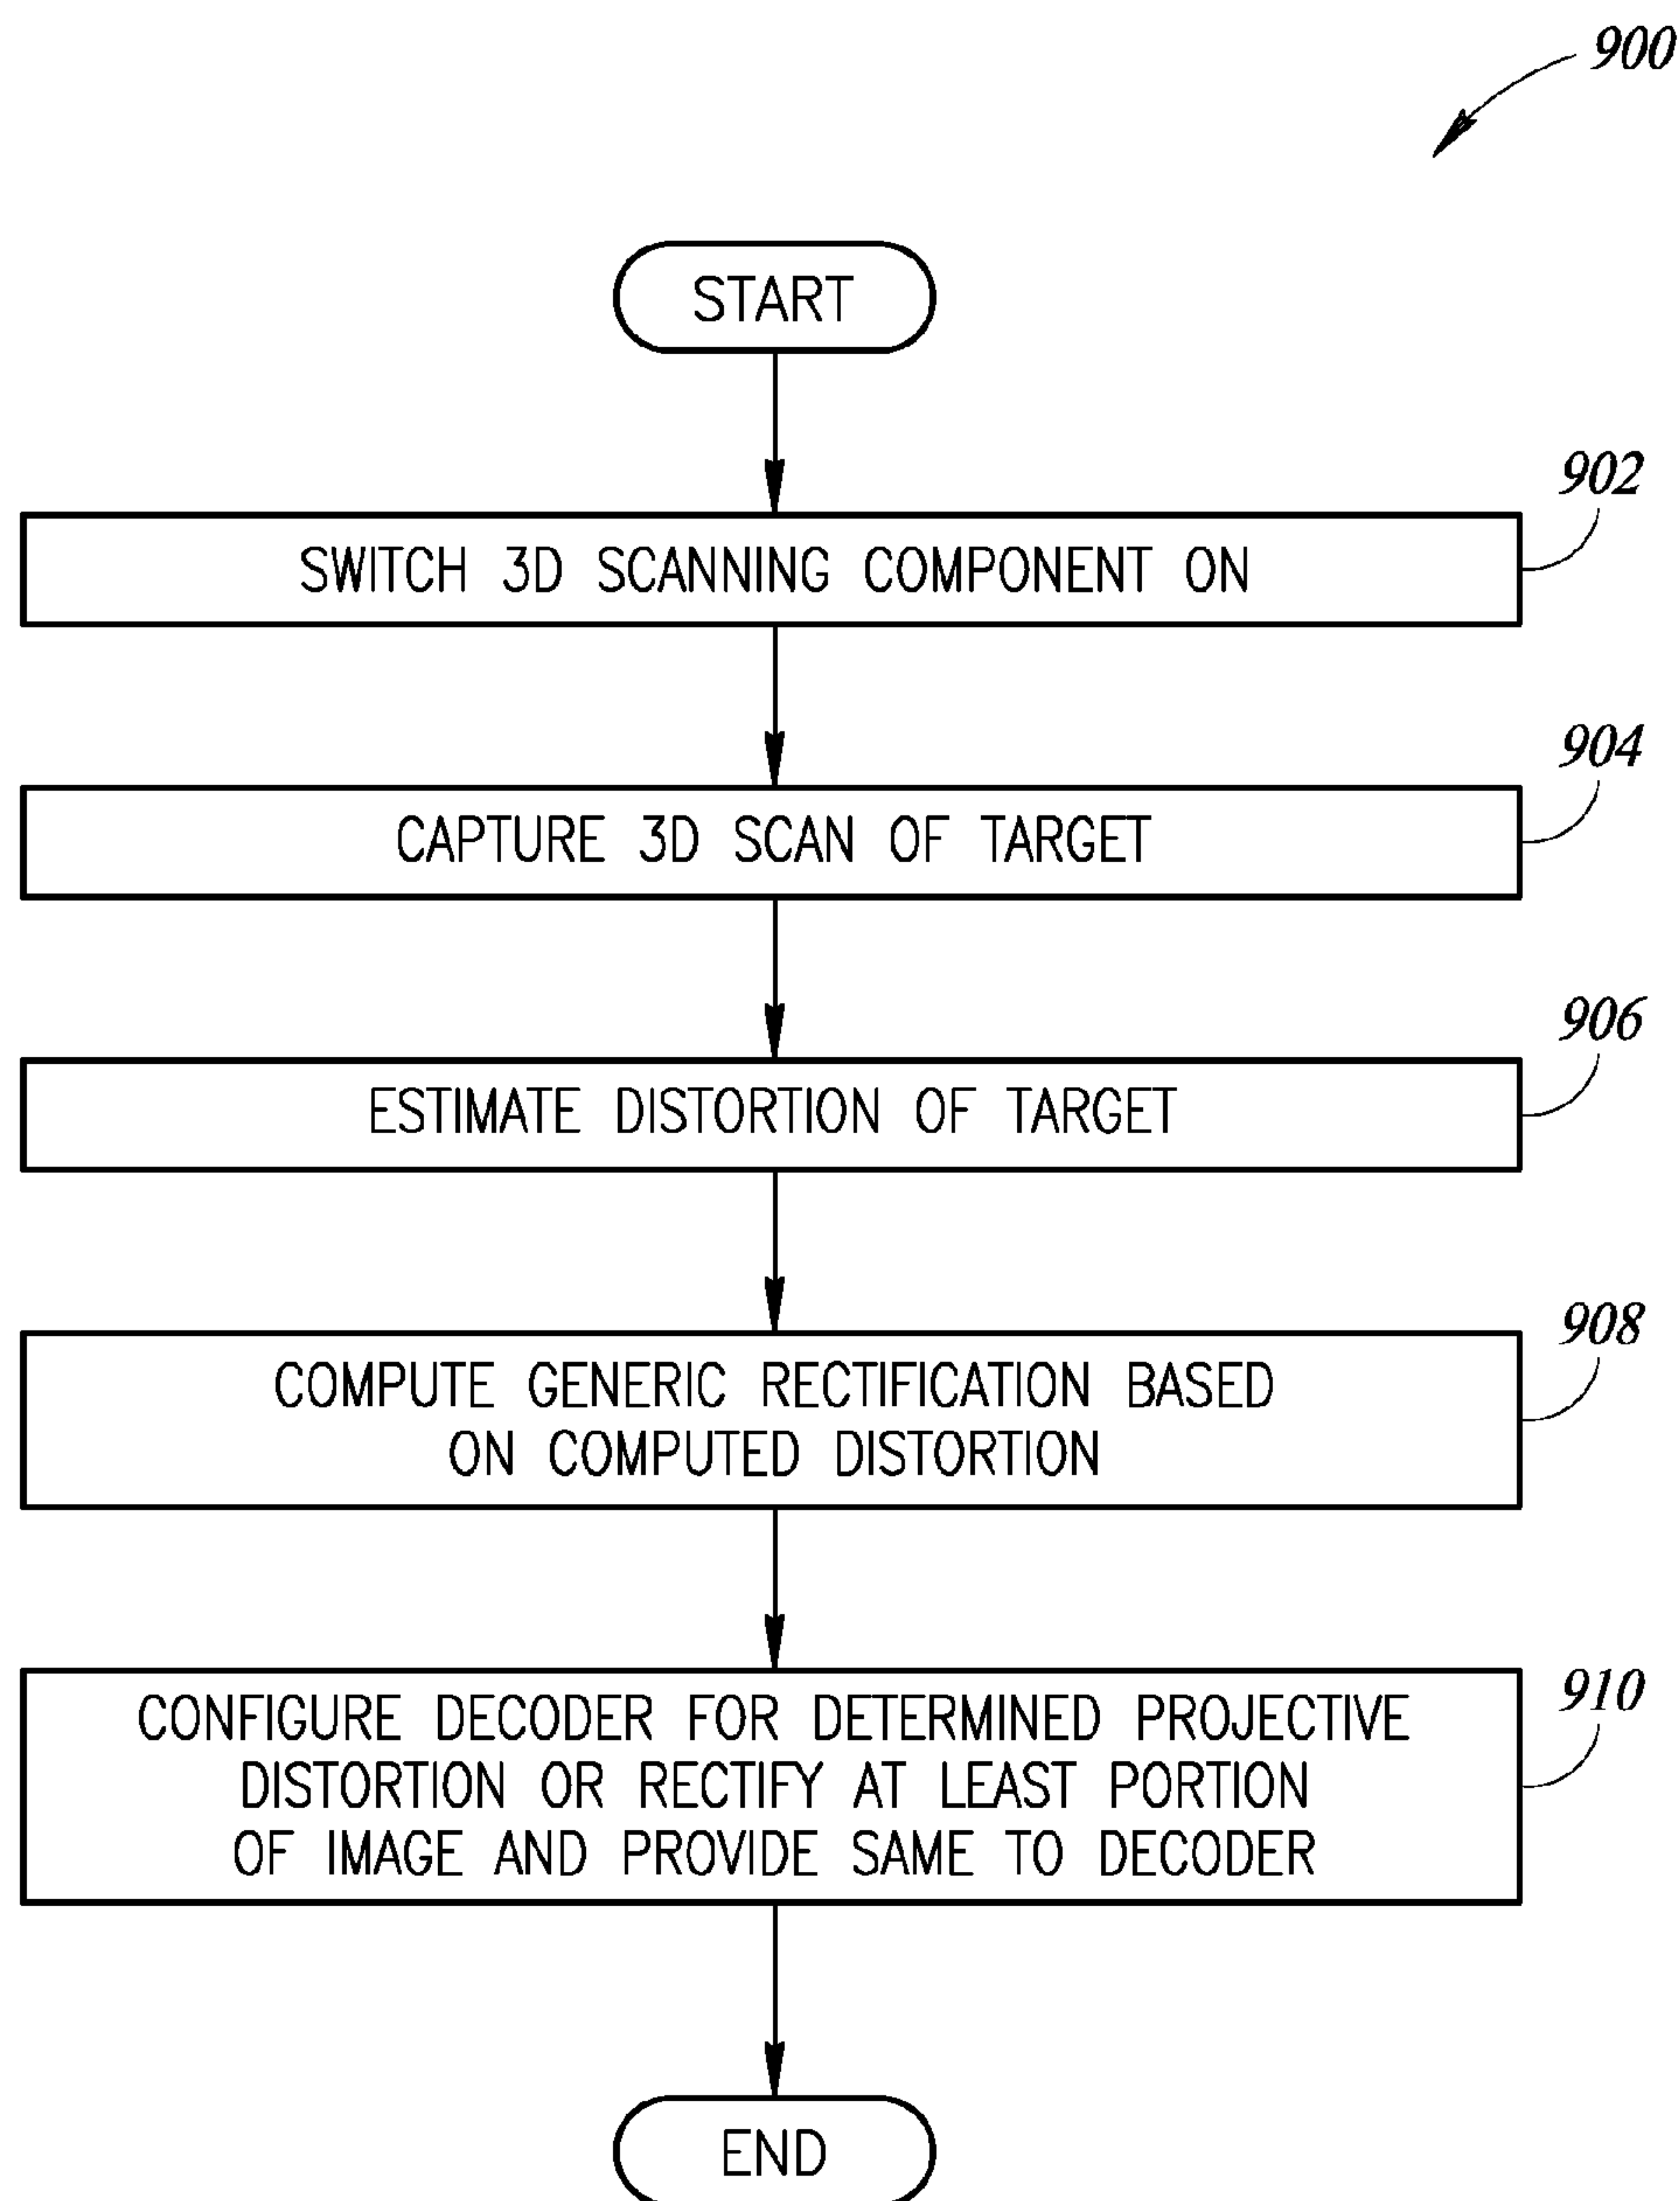 900
START
902
SWITCH 3D SCANNING COMPONENT ON
904
CAPTURE 3D SCAN OF TARGET
906
ESTIMATE DISTORTION OF TARGET
908
COMPUTE GENERIC RECTIFICATION BASED
ON COMPUTED DISTORTION
910
CONFIGURE DECODER FOR DETERMINED PROJECTIVE
DISTORTION OR RECTIFY AT LEAST PORTION
OF IMAGE AND PROVIDE SAME TO DECODER
END